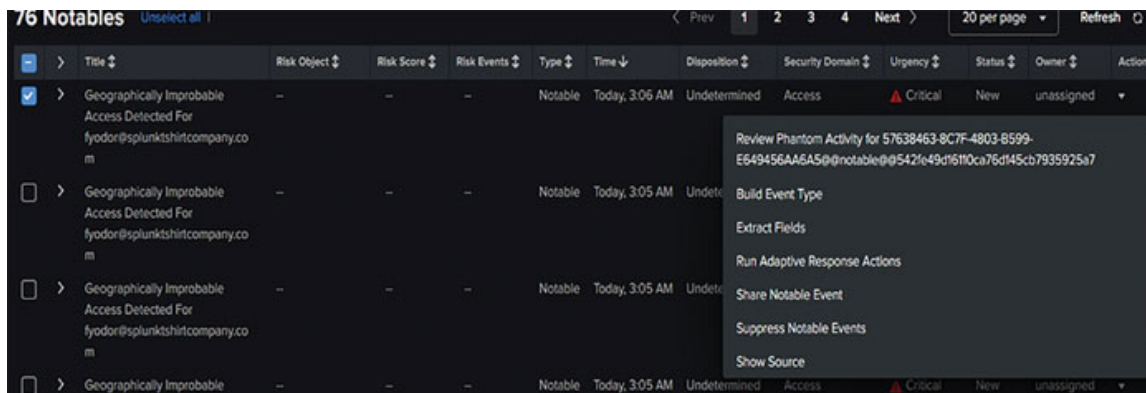 76 Notables Unselect all |
< Prev 1 2 3 4 Next > 20 per page Refresh
Title Risk Object Risk Score Risk Events Type Time Disposition Security Domain Urgency Status Owner Action
Geographically Improbable -- -- -- Notable Today, 3:06 AM Undetermined Access Critical New unassigned
Access Detected For
fyodor@splunktshirtcompany.co
m
Review Phantom Activity for 57638463-8C7F-4803-B599-
E649456AA6A5@@notable@@542fe49d16110ca76d145cb7935925a7
Build Event Type
Extract Fields
Run Adaptive Response Actions
Share Notable Event
Suppress Notable Events
Show Source
Geographically Improbable -- -- -- Notable Today, 3:05 AM Undete
Access Detected For
fyodor@splunktshirtcompany.co
m
Geographically Improbable -- -- -- Notable Today, 3:05 AM Undete
Access Detected For
fyodor@splunktshirtcompany.co
m
Geographically Improbable -- -- -- Notable Today, 3:05 AM Undetermined Access Critical New unassigned